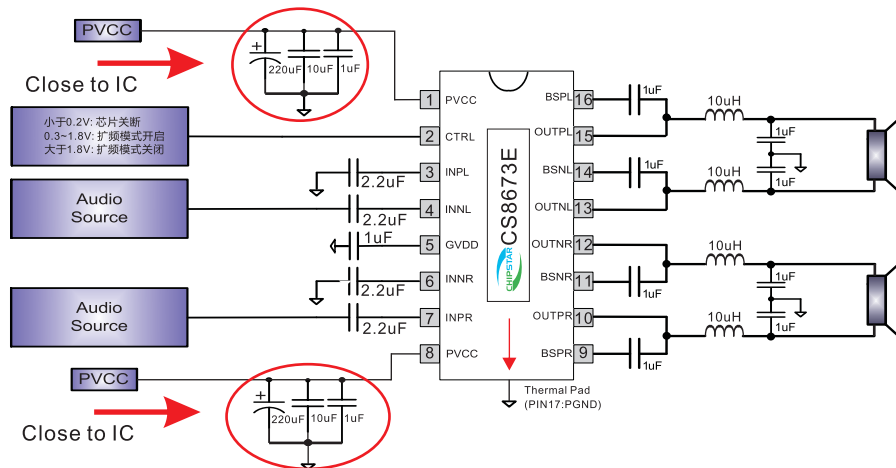 PVCC
+
220uF
10uF
1uF
Close to IC
小于0.2V: 芯片关断
0.3~1.8V: 扩频模式开启
大于1.8V: 扩频模式关闭
Audio
Source
2.2uF
2.2uF
1uF
2.2uF
2.2uF
Audio
Source
PVCC
+
220uF
10uF
1uF
Close to IC
1 PVCC
2 CTRL
3 INPL
4 INNL
5 GVDD
6 INNR
7 INPR
8 PVCC
CS8673E
CHIPSTAR
BSPL 16
OUTPL 15
BSNL 14
OUTNL 13
OUTNR 12
BSNR 11
OUTPR 10
BSPR 9
Thermal Pad
(PIN17:PGND)
1uF
10uH
1uF
1uF
1uF
10uH
10uH
1uF
1uF
1uF
10uH
1uF